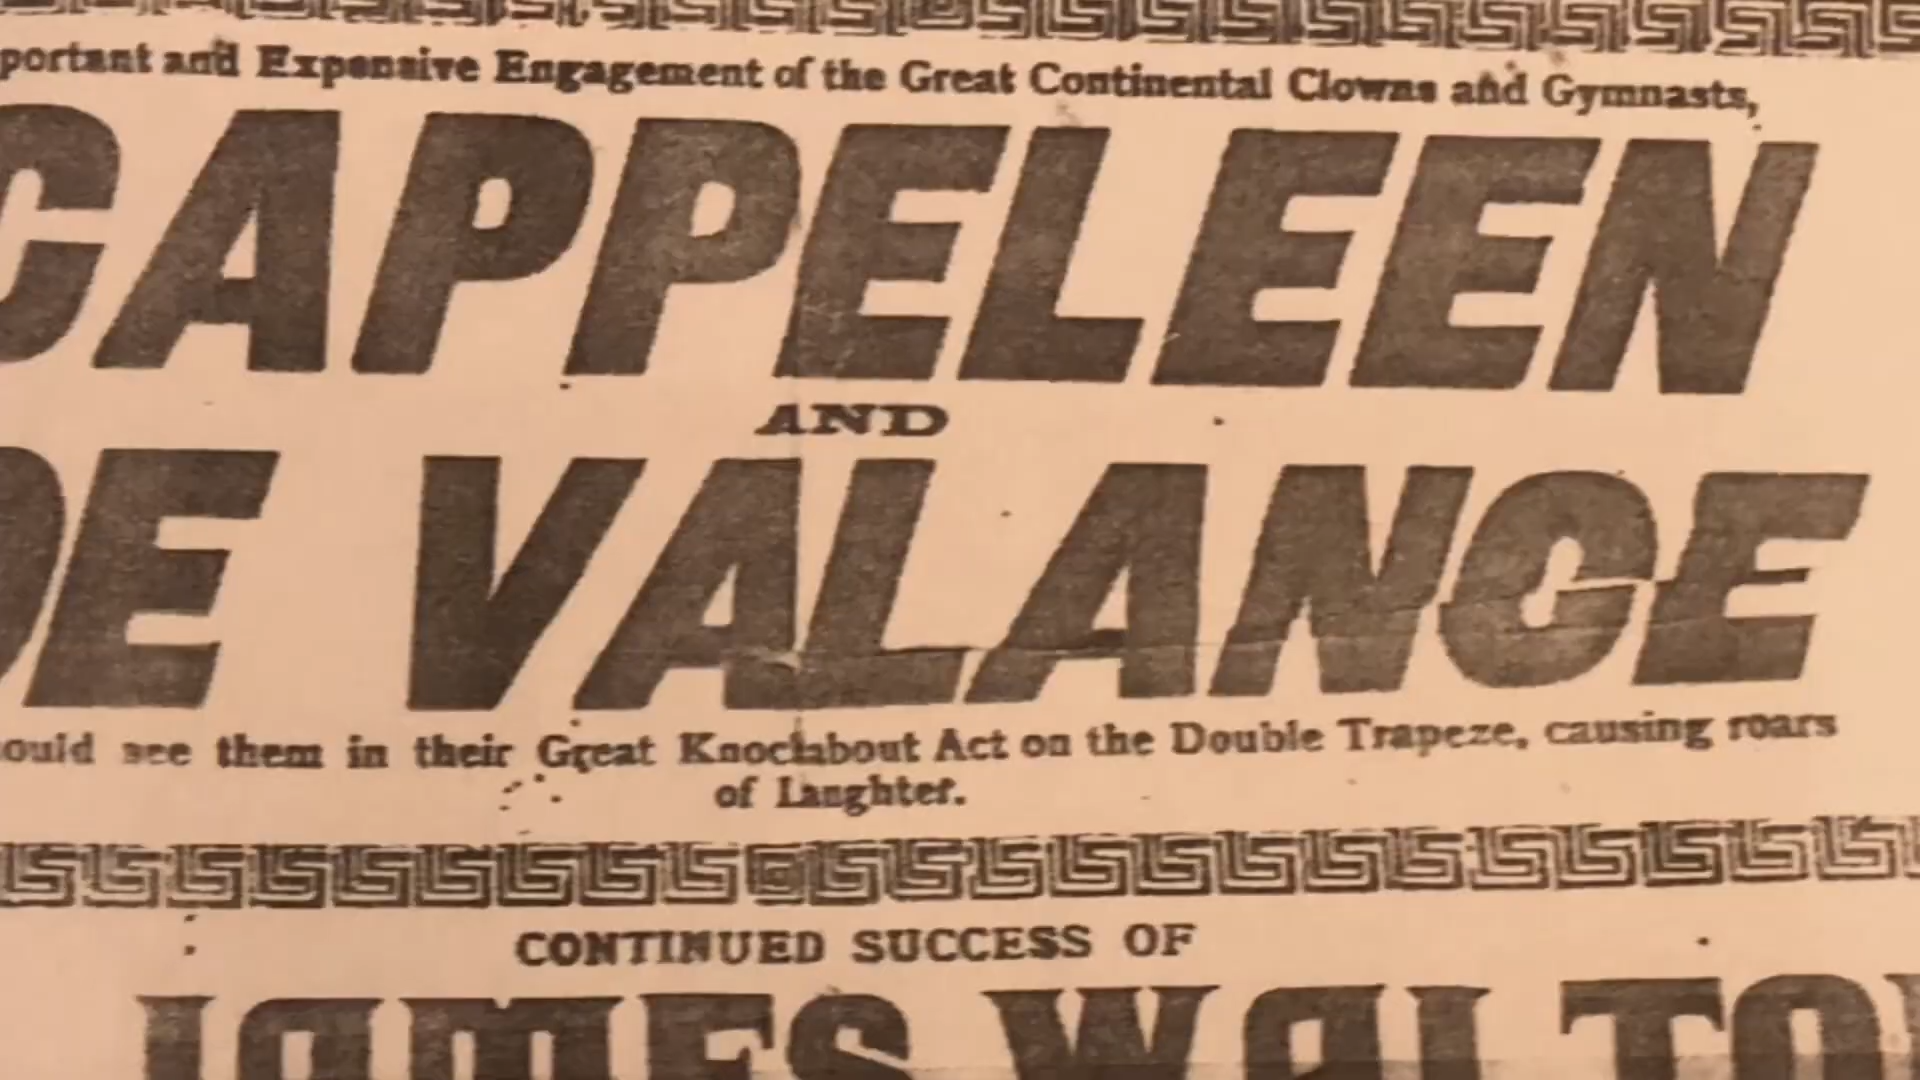 portant and Expensive Engagement of the Great Continental Clowns and Gymnasts,
CAPPELEEN
AND
DE VALANGE
ould see them in their Great Knockabout Act on the Double Trapeze, causing roars
of Laughter.
CONTINUED SUCCESS OF
JAMES WALTO